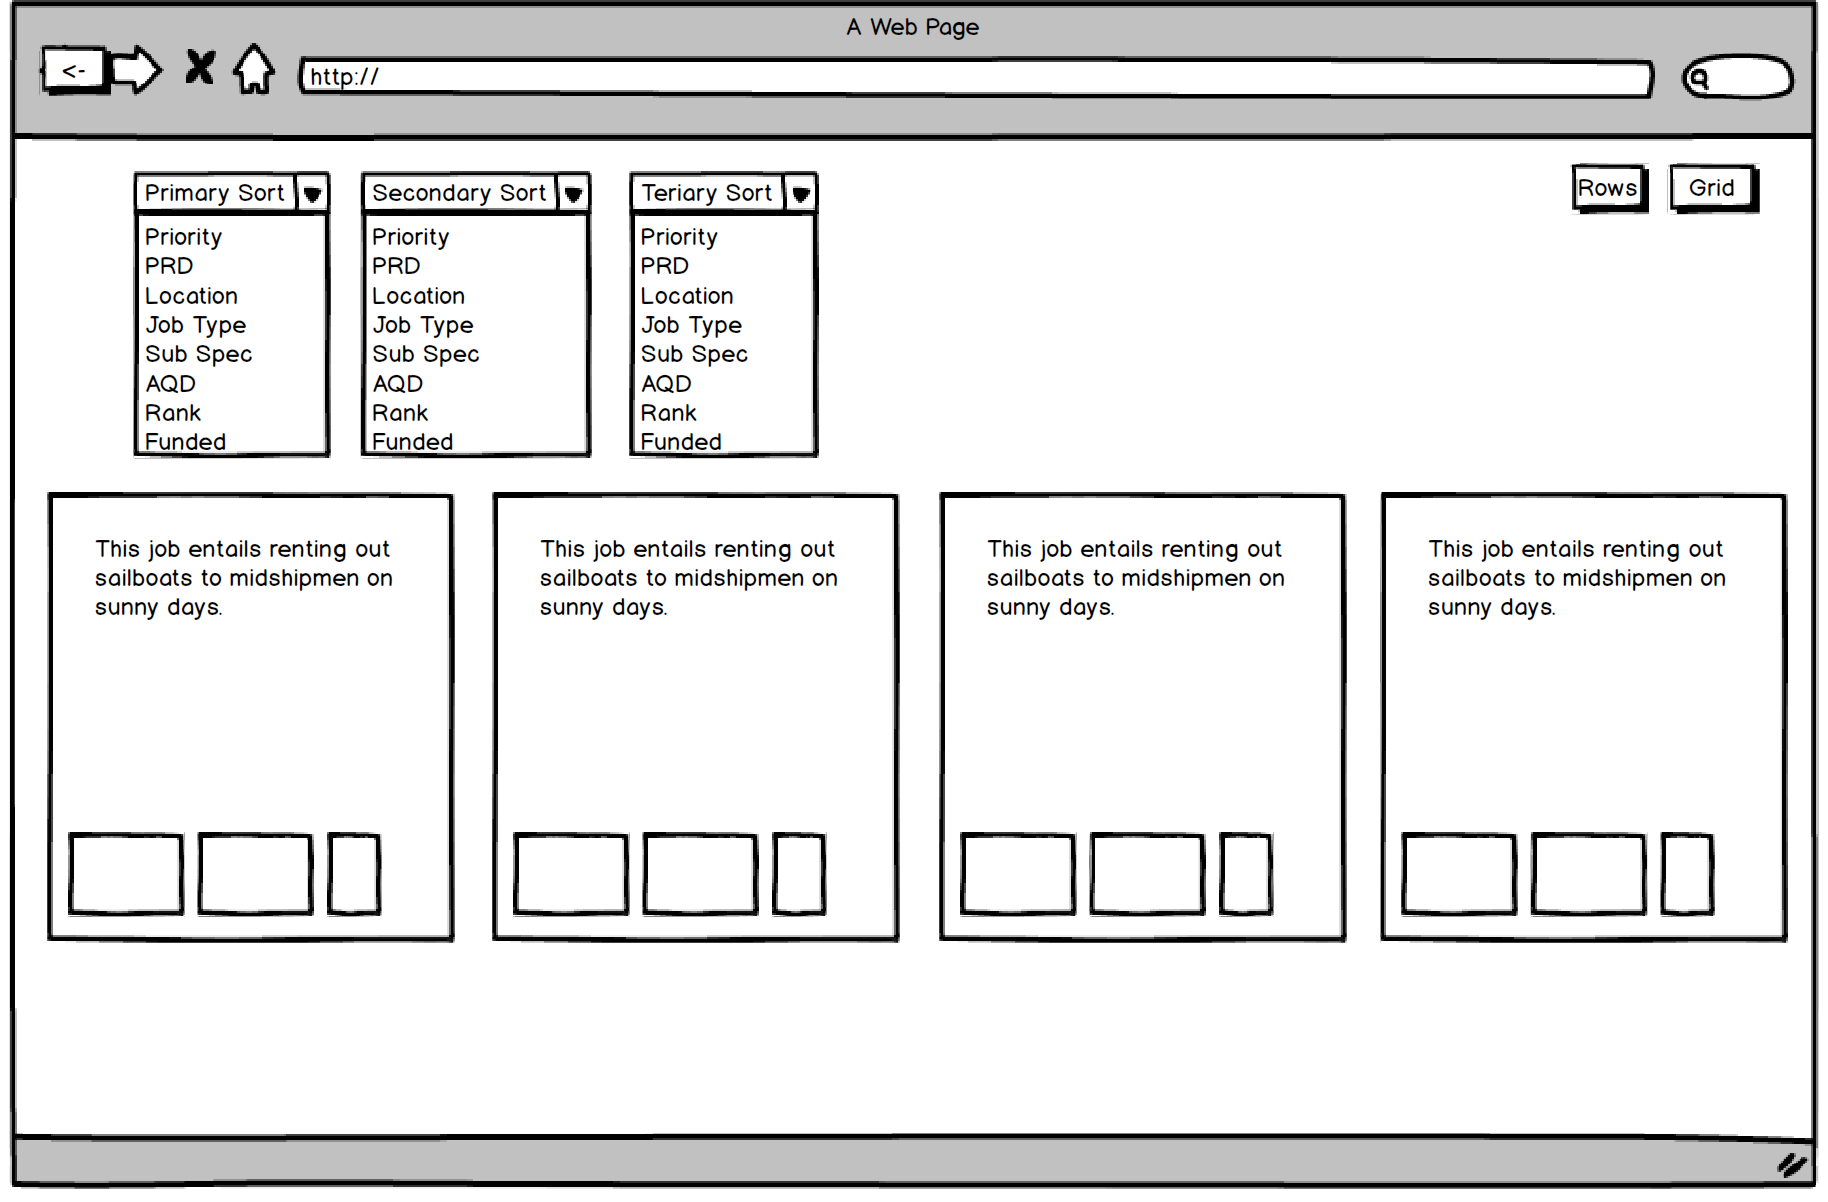 A Web Page
<-
http://
Primary Sort
Secondary Sort
Teriary Sort
Rows
Grid
Priority
PRD
Location
Job Type
Sub Spec
AQD
Rank
Funded
Priority
PRD
Location
Job Type
Sub Spec
AQD
Rank
Funded
Priority
PRD
Location
Job Type
Sub Spec
AQD
Rank
Funded
This job entails renting out
sailboats to midshipmen on
sunny days.
This job entails renting out
sailboats to midshipmen on
sunny days.
This job entails renting out
sailboats to midshipmen on
sunny days.
This job entails renting out
sailboats to midshipmen on
sunny days.